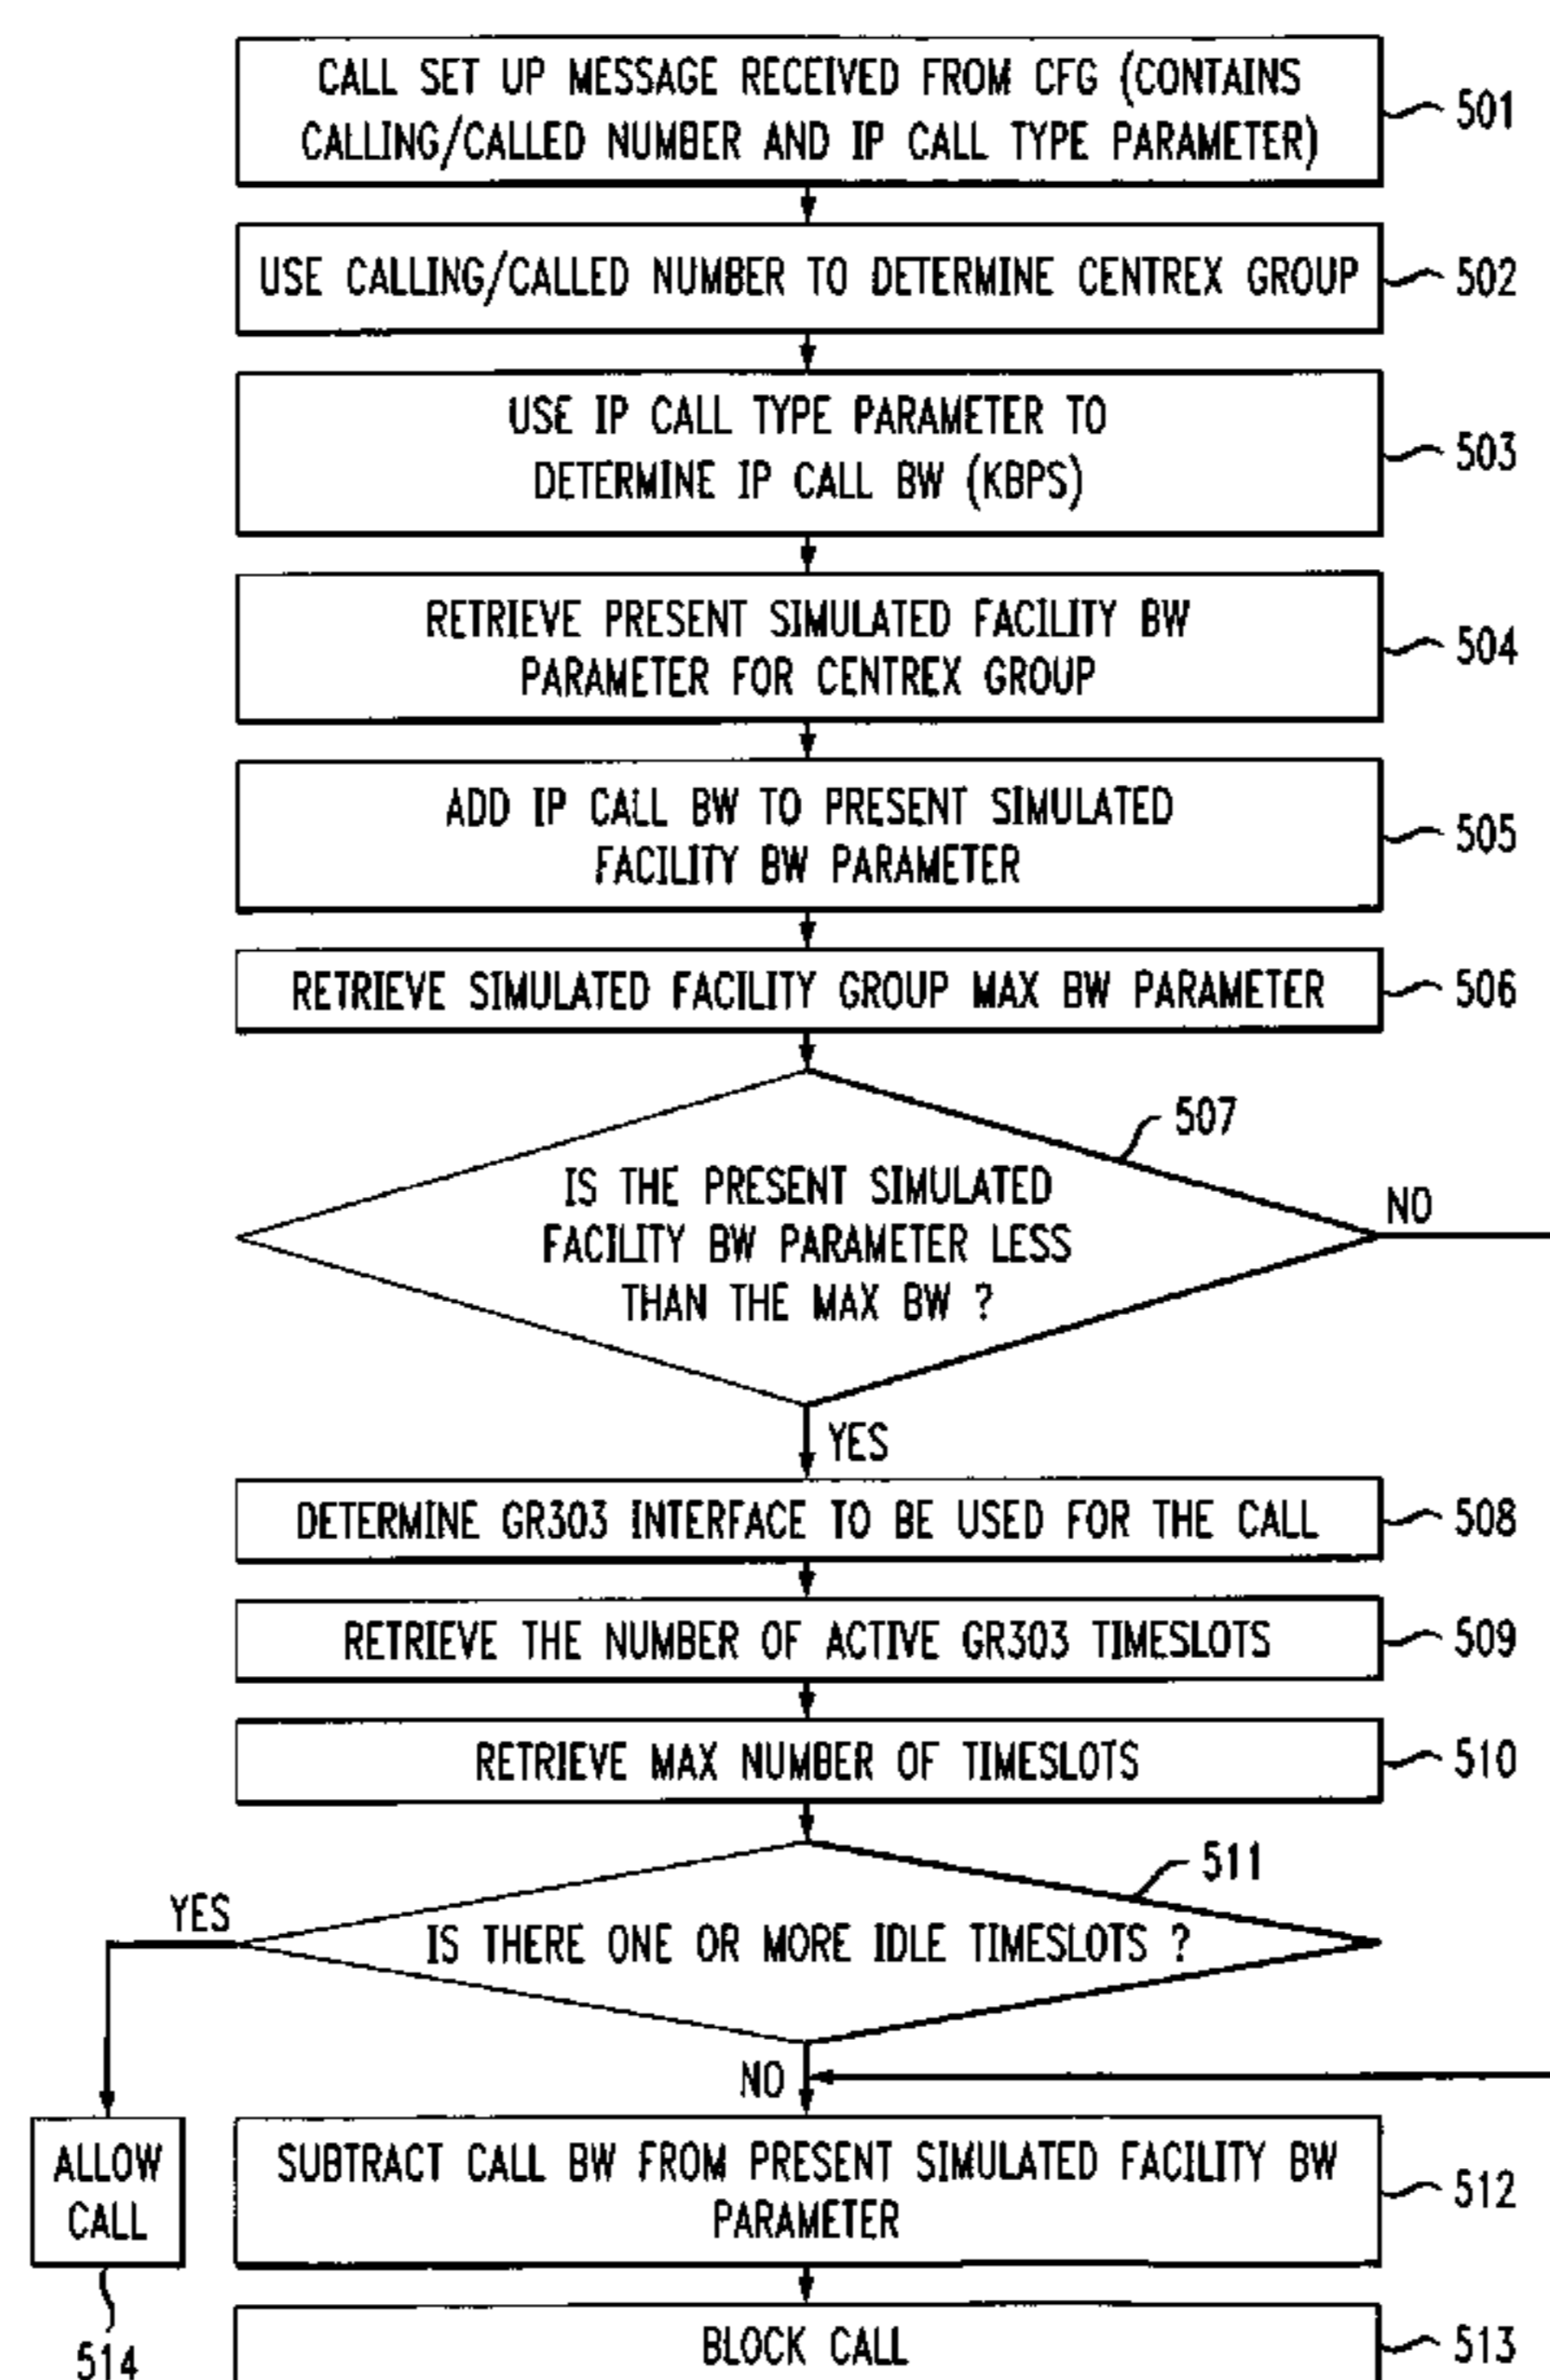 CALL SET UP MESSAGE RECEIVED FROM CFG (CONTAINS
CALLING/CALLED NUMBER AND IP CALL TYPE PARAMETER)
501
USE CALLING/CALLED NUMBER TO DETERMINE CENTREX GROUP
502
USE IP CALL TYPE PARAMETER TO
DETERMINE IP CALL BW (KBPS)
503
RETRIEVE PRESENT SIMULATED FACILITY BW
PARAMETER FOR CENTREX GROUP
504
ADD IP CALL BW TO PRESENT SIMULATED
FACILITY BW PARAMETER
505
RETRIEVE SIMULATED FACILITY GROUP MAX BW PARAMETER
506
507
IS THE PRESENT SIMULATED
FACILITY BW PARAMETER LESS
THAN THE MAX BW ?
NO
YES
DETERMINE GR303 INTERFACE TO BE USED FOR THE CALL
508
RETRIEVE THE NUMBER OF ACTIVE GR303 TIMESLOTS
509
RETRIEVE MAX NUMBER OF TIMESLOTS
510
511
YES
IS THERE ONE OR MORE IDLE TIMESLOTS ?
NO
ALLOW
CALL
514
SUBTRACT CALL BW FROM PRESENT SIMULATED FACILITY BW
PARAMETER
512
BLOCK CALL
513